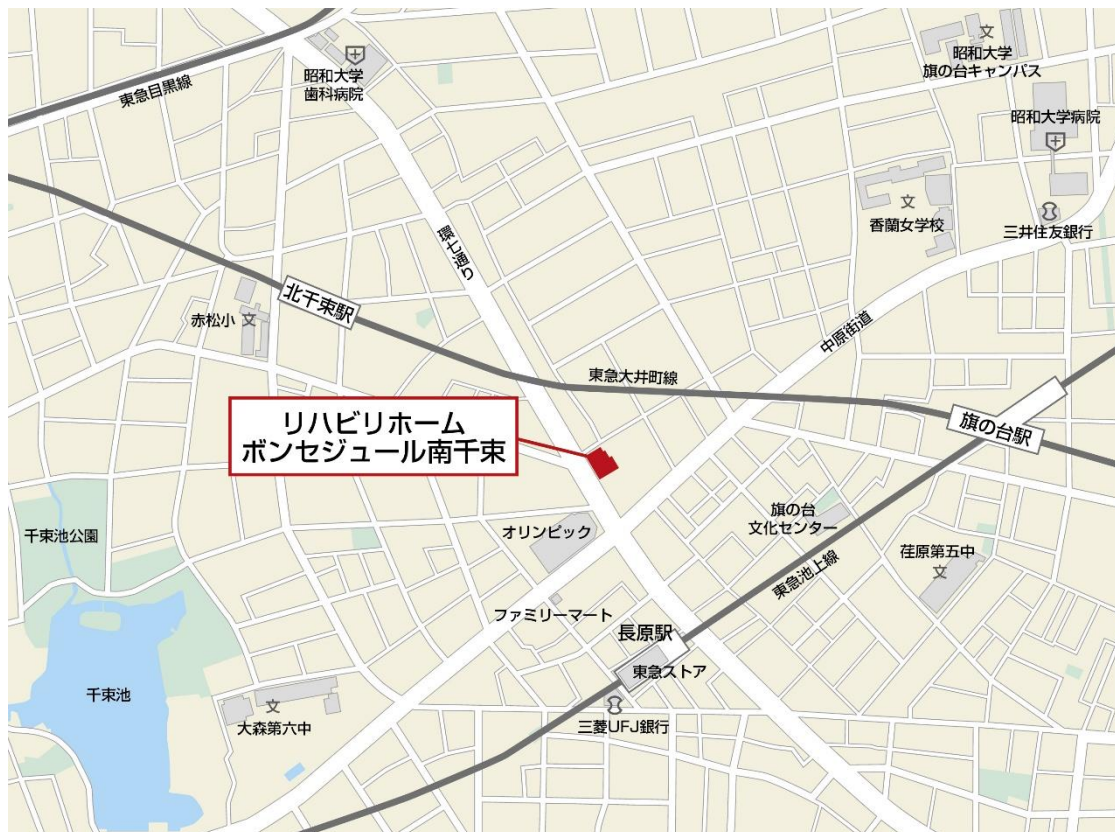 昭和大学
歯科病院
東急目黒線
文
昭和大学
旗の台キャンパス
昭和大学病院
文
香蘭女学校
三井住友銀行
環七通り
北千束駅
赤松小
文
中原街道
東急大井町線
リハビリホーム
ボンセジュール南千束
旗の台駅
千束池公園
オリンピック
旗の台
文化センター
荏原第五中
文
東急池上線
ファミリーマート
長原駅
東急ストア
千束池
文
大森第六中
三菱UFJ銀行